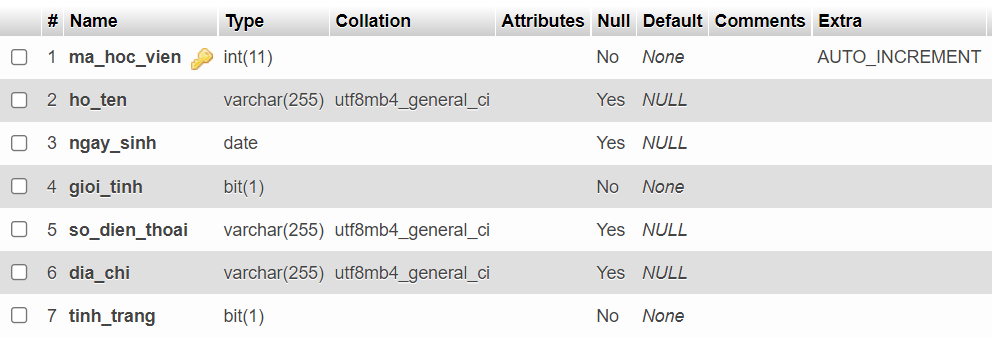 # Name Type Collation Attributes Null Default Comments Extra
1 ma_hoc_vien int(11) No None AUTO_INCREMENT
2 ho_ten varchar(255) utf8mb4_general_ci Yes NULL
3 ngay_sinh date Yes NULL
4 gioi_tinh bit(1) No None
5 so_dien_thoai varchar(255) utf8mb4_general_ci Yes NULL
6 dia_chi varchar(255) utf8mb4_general_ci Yes NULL
7 tinh_trang bit(1) No None